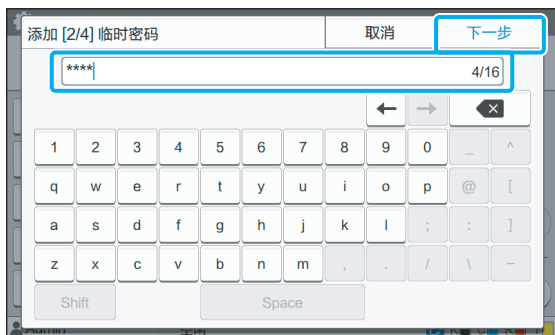 添加 [2/4] 临时密码 取消 下一步
**** 4/16
← → ⌫
1 2 3 4 5 6 7 8 9 0 _ ^
q w e r t y u i o p @ [
a s d f g h j k l ; : ]
z x c v b n m , . / \ -
Shift Space
Admin